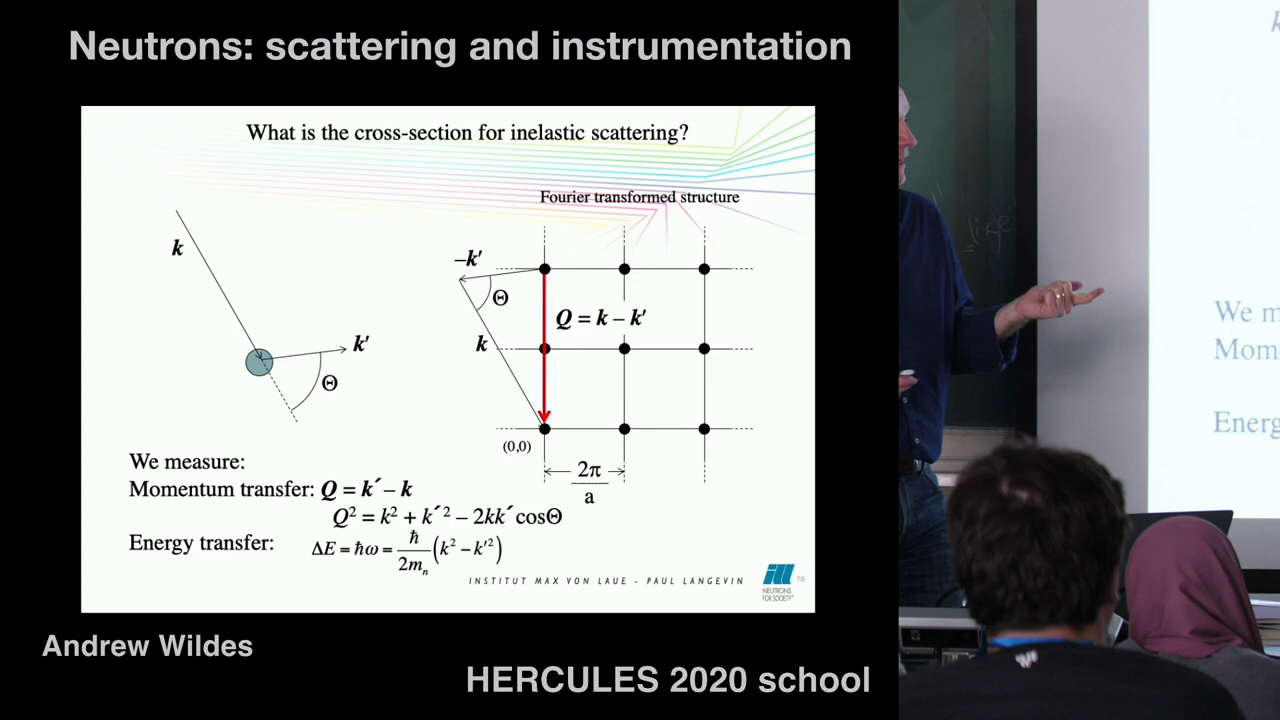 Neutrons: scattering and instrumentation
What is the cross-section for inelastic scattering?
Fourier transformed structure
k
k′
Θ
–k′
Θ
k
Q = k – k′
(0,0)
2π
a
We measure:
Momentum transfer: Q = k´ – k
Q² = k² + k´² – 2kk´cosΘ
Energy transfer: ΔE = ħω = ħ/2mₙ (k² – k′²)
INSTITUT MAX VON LAUE - PAUL LANGEVIN
NEUTRONS
FOR SOCIETY
70
Andrew Wildes
HERCULES 2020 school
k
We m
Mom
Energ